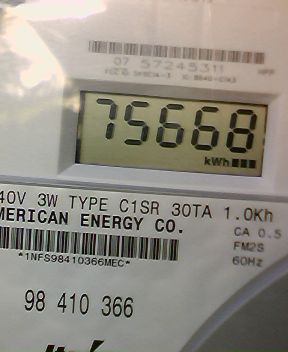 07 57245311
75668
kWh
40V 3W TYPE C1SR 30TA 1.0Kh
MERICAN ENERGY CO.
CA 0.5
FM2S
60Hz
*1NFS98410366MEC*
98 410 366